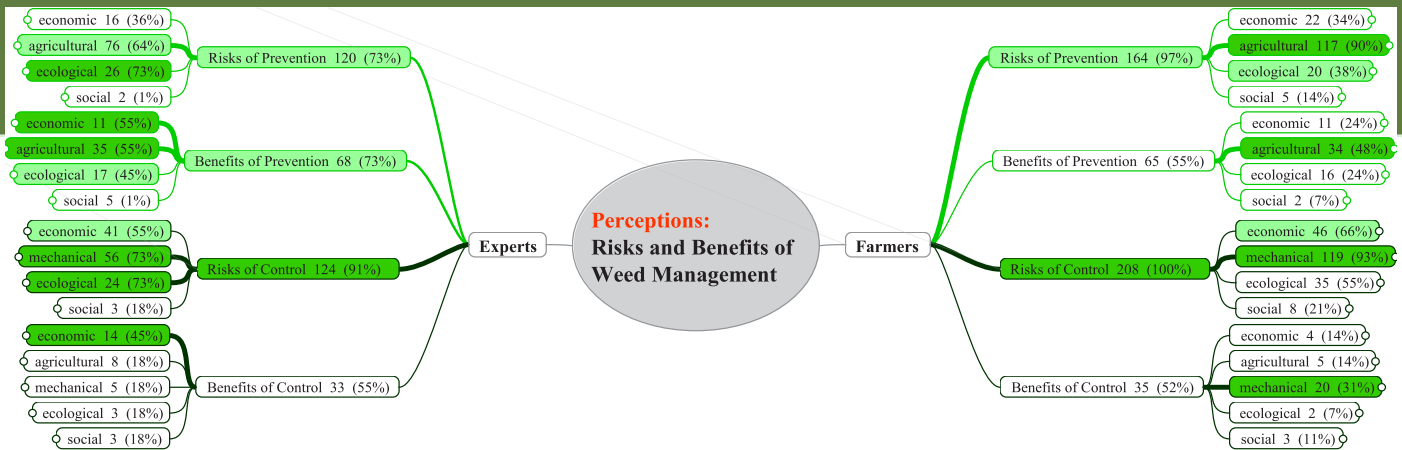 economic 16 (36%)
agricultural 76 (64%)
ecological 26 (73%)
social 2 (1%)
Risks of Prevention 120 (73%)
economic 11 (55%)
agricultural 35 (55%)
ecological 17 (45%)
social 5 (1%)
Benefits of Prevention 68 (73%)
economic 41 (55%)
mechanical 56 (73%)
ecological 24 (73%)
social 3 (18%)
Risks of Control 124 (91%)
economic 14 (45%)
agricultural 8 (18%)
mechanical 5 (18%)
ecological 3 (18%)
social 3 (18%)
Benefits of Control 33 (55%)
Experts
Perceptions:
Risks and Benefits of
Weed Management
Farmers
Risks of Prevention 164 (97%)
economic 22 (34%)
agricultural 117 (90%)
ecological 20 (38%)
social 5 (14%)
Benefits of Prevention 65 (55%)
economic 11 (24%)
agricultural 34 (48%)
ecological 16 (24%)
social 2 (7%)
Risks of Control 208 (100%)
economic 46 (66%)
mechanical 119 (93%)
ecological 35 (55%)
social 8 (21%)
Benefits of Control 35 (52%)
economic 4 (14%)
agricultural 5 (14%)
mechanical 20 (31%)
ecological 2 (7%)
social 3 (11%)